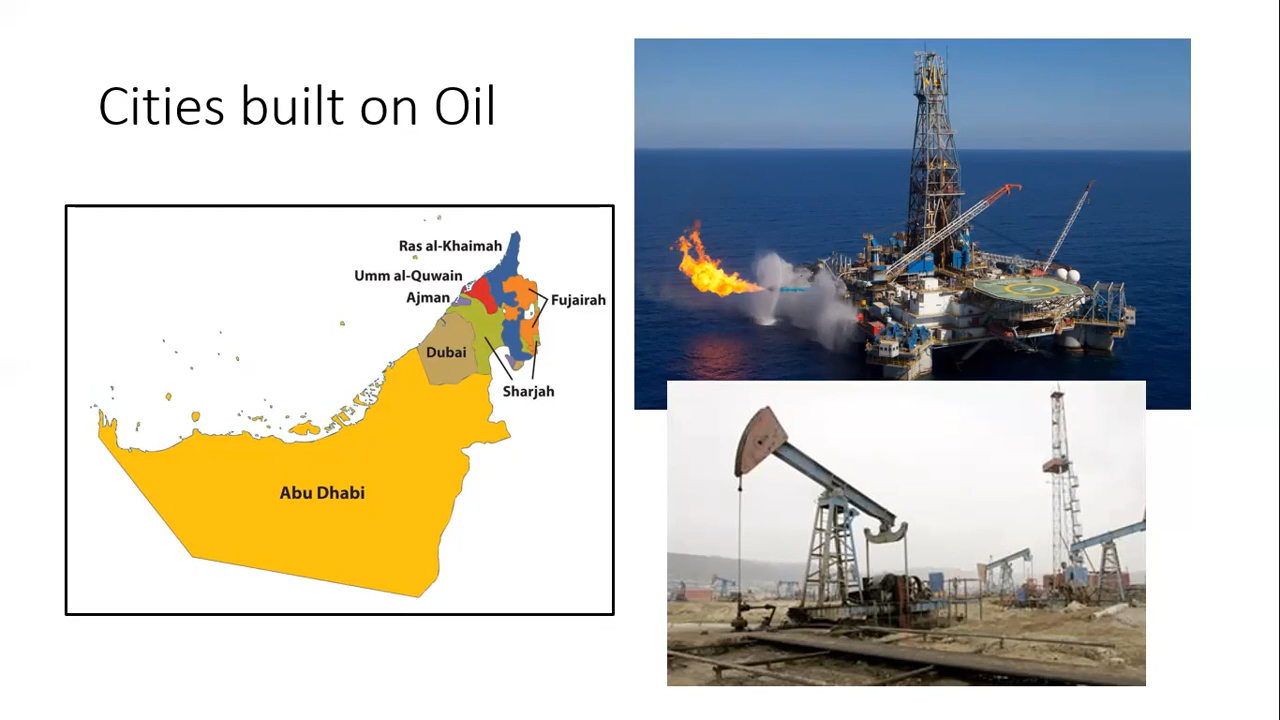 Cities built on Oil
Ras al-Khaimah
Umm al-Quwain
Ajman
Fujairah
Dubai
Sharjah
Abu Dhabi
H